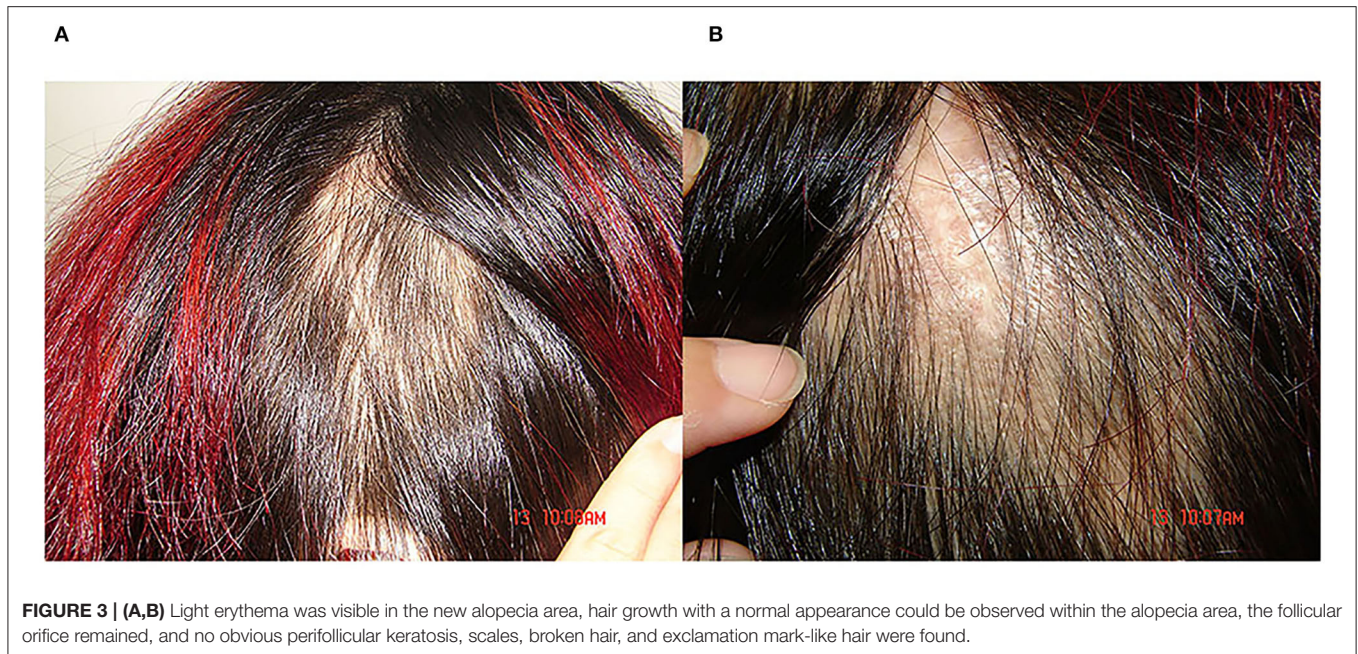 A
B
13 10:08AM
13 10:07AM
FIGURE 3 | (A,B) Light erythema was visible in the new alopecia area, hair growth with a normal appearance could be observed within the alopecia area, the follicular
orifice remained, and no obvious perifollicular keratosis, scales, broken hair, and exclamation mark-like hair were found.